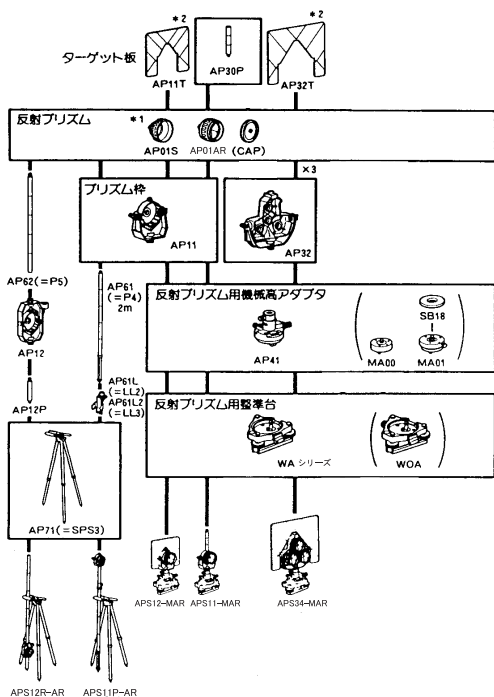 *2
*2
ターゲット板
AP11T
AP30P
AP32T
反射プリズム
*1
AP01S
AP01AR
(CAP)
×3
プリズム枠
AP11
AP32
AP62(=P5)
AP61
(=P4)
2m
反射プリズム用機械高アダプタ
SB18
AP41
MA00
MA01
AP12
AP61L
(=LL2)
AP61L2
(=LL3)
AP12P
反射プリズム用整準台
WA シリーズ
WOA
AP71(=SPS3)
APS12-MAR
APS11-MAR
APS34-MAR
APS12R-AR
APS11P-AR